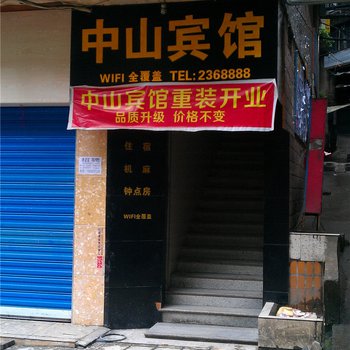 中山宾馆
WIFI 全覆盖 TEL:2368888
中山宾馆重装开业
品质升级 价格不变
住宿
机麻
钟点房
WIFI全覆盖